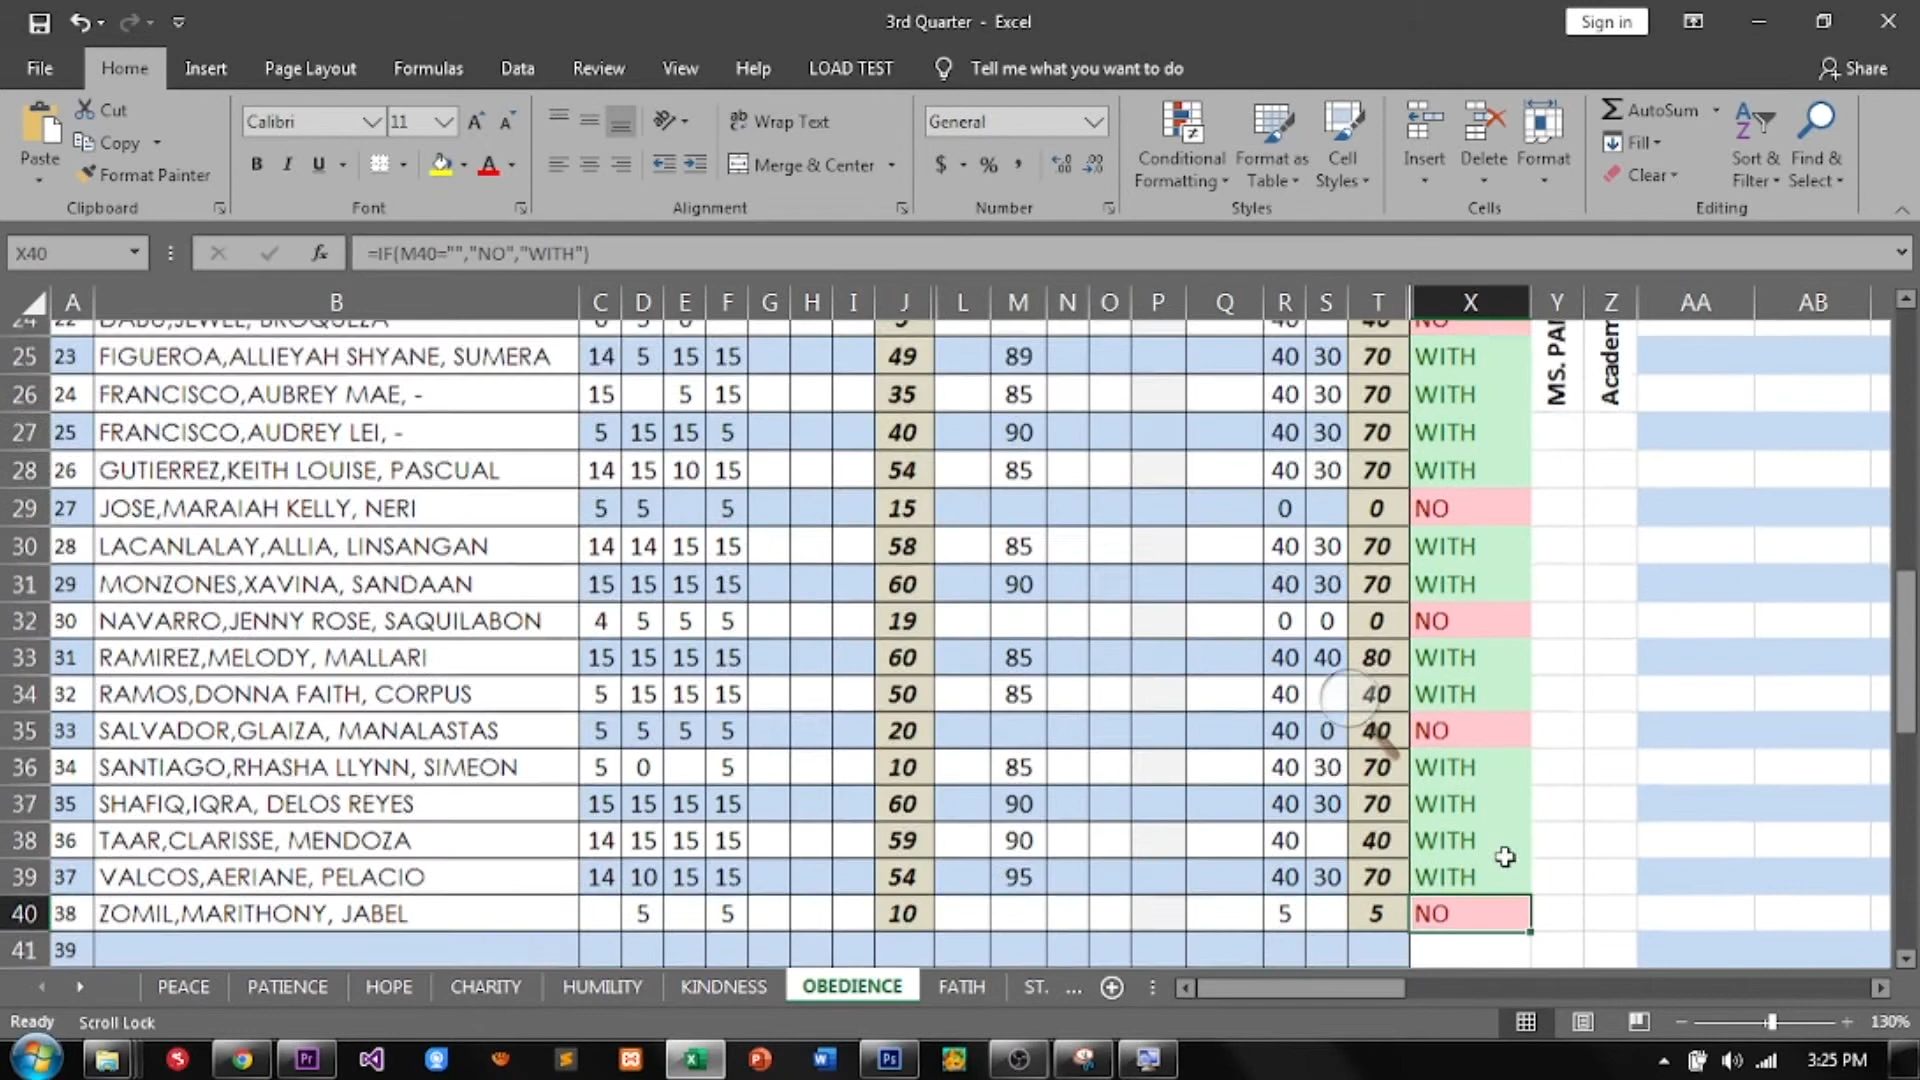 3rd Quarter - Excel
Sign in
File Home Insert Page Layout Formulas Data Review View Help LOAD TEST Tell me what you want to do Share
Paste
Cut
Copy
Format Painter
Clipboard
Calibri 11
B I U
Font
Wrap Text
Merge & Center
Alignment
General
$ % ,
Number
Conditional Formatting
Format as Table
Cell Styles
Styles
Insert Delete Format
Cells
AutoSum
Fill
Clear
Sort & Filter
Find & Select
Editing
X40 fx =IF(M40="","NO","WITH")
A B C D E F G H I J L M N O P Q R S T X Y Z AA AB
24 22 DABU,JEWEL, BROQUEZA
25 23 FIGUEROA,ALLIEYAH SHYANE, SUMERA 14 5 15 15 49 89 40 30 70 WITH
26 24 FRANCISCO,AUBREY MAE, - 15 5 15 35 85 40 30 70 WITH
27 25 FRANCISCO,AUDREY LEI, - 5 15 15 5 40 90 40 30 70 WITH
28 26 GUTIERREZ,KEITH LOUISE, PASCUAL 14 15 10 15 54 85 40 30 70 WITH
29 27 JOSE,MARAIAH KELLY, NERI 5 5 5 15 0 0 NO
30 28 LACANLALAY,ALLIA, LINSANGAN 14 14 15 15 58 85 40 30 70 WITH
31 29 MONZONES,XAVINA, SANDAAN 15 15 15 15 60 90 40 30 70 WITH
32 30 NAVARRO,JENNY ROSE, SAQUILABON 4 5 5 5 19 0 0 0 NO
33 31 RAMIREZ,MELODY, MALLARI 15 15 15 15 60 85 40 40 80 WITH
34 32 RAMOS,DONNA FAITH, CORPUS 5 15 15 15 50 85 40 40 WITH
35 33 SALVADOR,GLAIZA, MANALASTAS 5 5 5 5 20 40 0 40 NO
36 34 SANTIAGO,RHASHA LLYNN, SIMEON 5 0 5 10 85 40 30 70 WITH
37 35 SHAFIQ,IQRA, DELOS REYES 15 15 15 15 60 90 40 30 70 WITH
38 36 TAAR,CLARISSE, MENDOZA 14 15 15 15 59 90 40 40 WITH
39 37 VALCOS,AERIANE, PELACIO 14 10 15 15 54 95 40 30 70 WITH
40 38 ZOMIL,MARITHONY, JABEL 5 5 10 5 5 NO
41 39
MS. PA
Academ
PEACE PATIENCE HOPE CHARITY HUMILITY KINDNESS OBEDIENCE FATIH ST. ...
Ready Scroll Lock 130%
3:25 PM